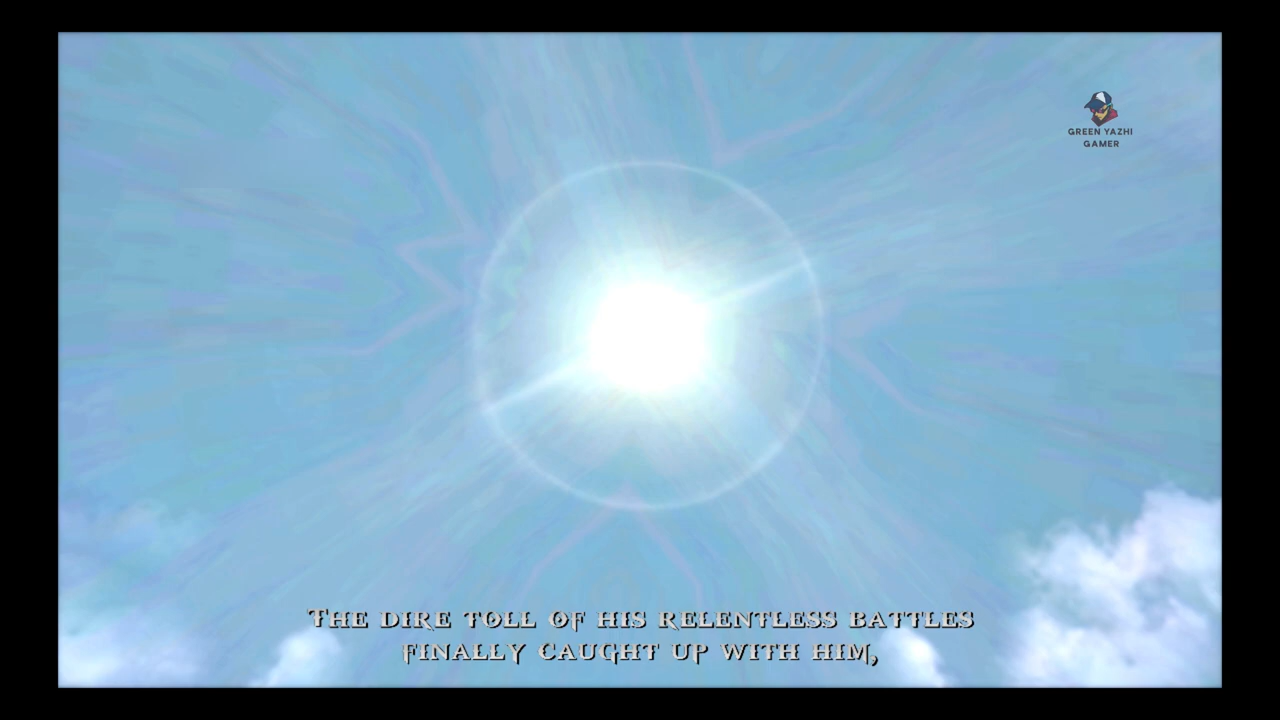 GREEN YAZHI
GAMER
THE DIRE TOLL OF HIS RELENTLESS BATTLES
FINALLY CAUGHT UP WITH HIM,